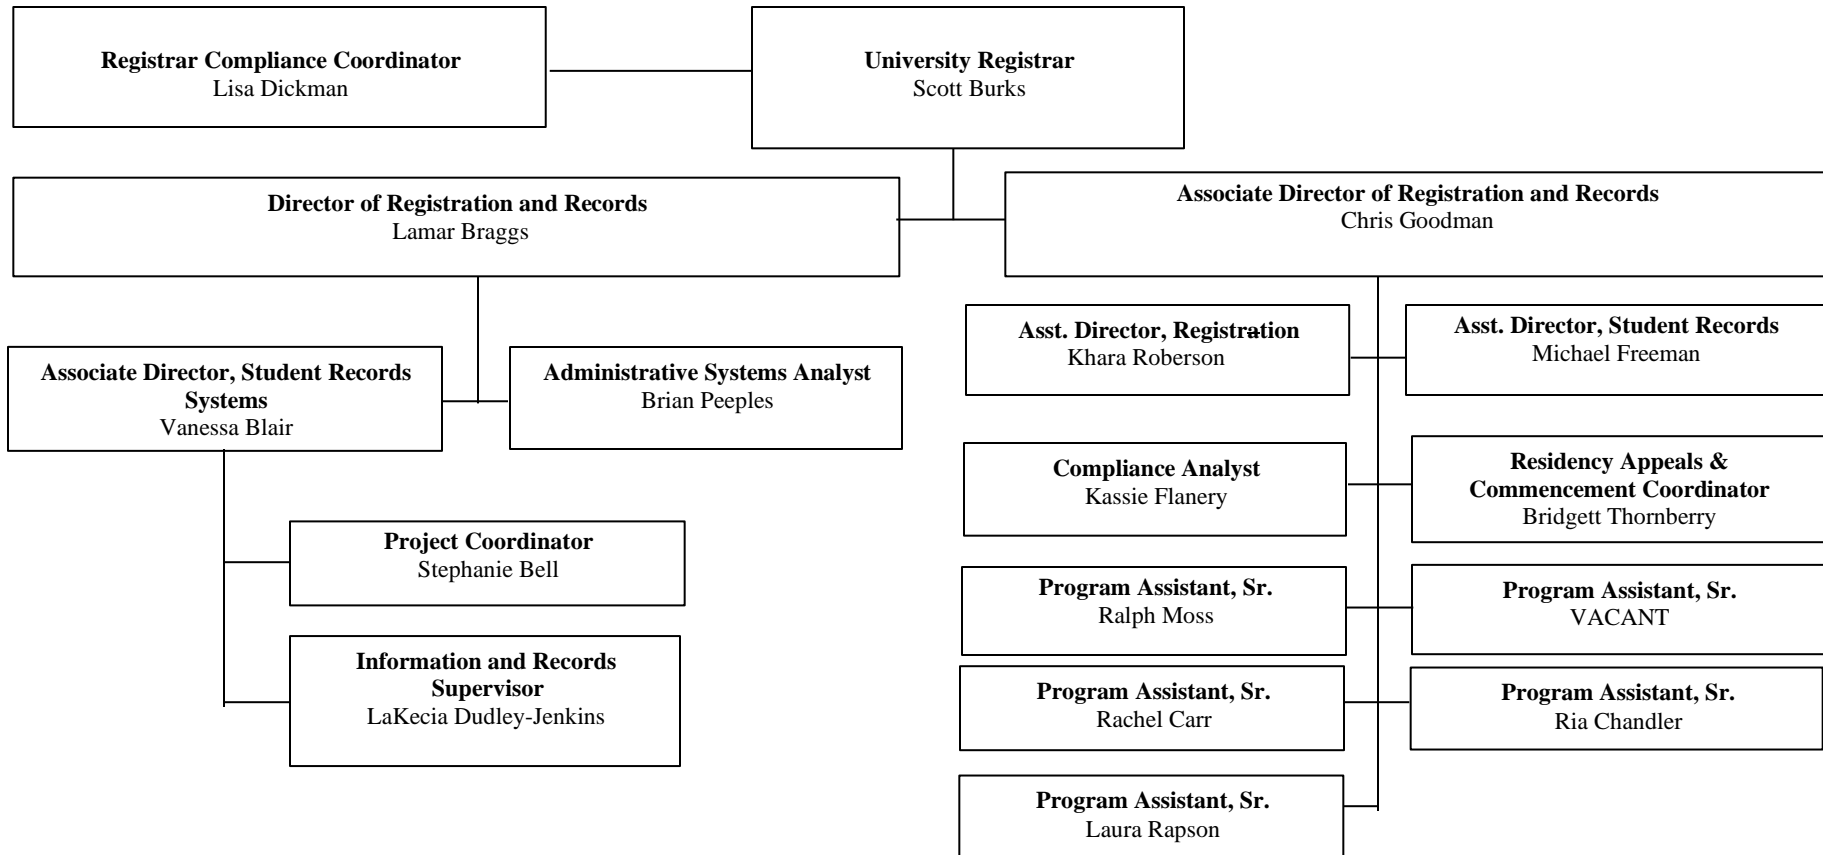 Registrar Compliance Coordinator
Lisa Dickman
University Registrar
Scott Burks
Director of Registration and Records
Lamar Braggs
Associate Director of Registration and Records
Chris Goodman
Associate Director, Student Records
Systems
Vanessa Blair
Administrative Systems Analyst
Brian Peeples
Project Coordinator
Stephanie Bell
Information and Records
Supervisor
LaKecia Dudley-Jenkins
Asst. Director, Registration
Khara Roberson
Asst. Director, Student Records
Michael Freeman
Compliance Analyst
Kassie Flanery
Residency Appeals &
Commencement Coordinator
Bridgett Thornberry
Program Assistant, Sr.
Ralph Moss
Program Assistant, Sr.
VACANT
Program Assistant, Sr.
Rachel Carr
Program Assistant, Sr.
Ria Chandler
Program Assistant, Sr.
Laura Rapson